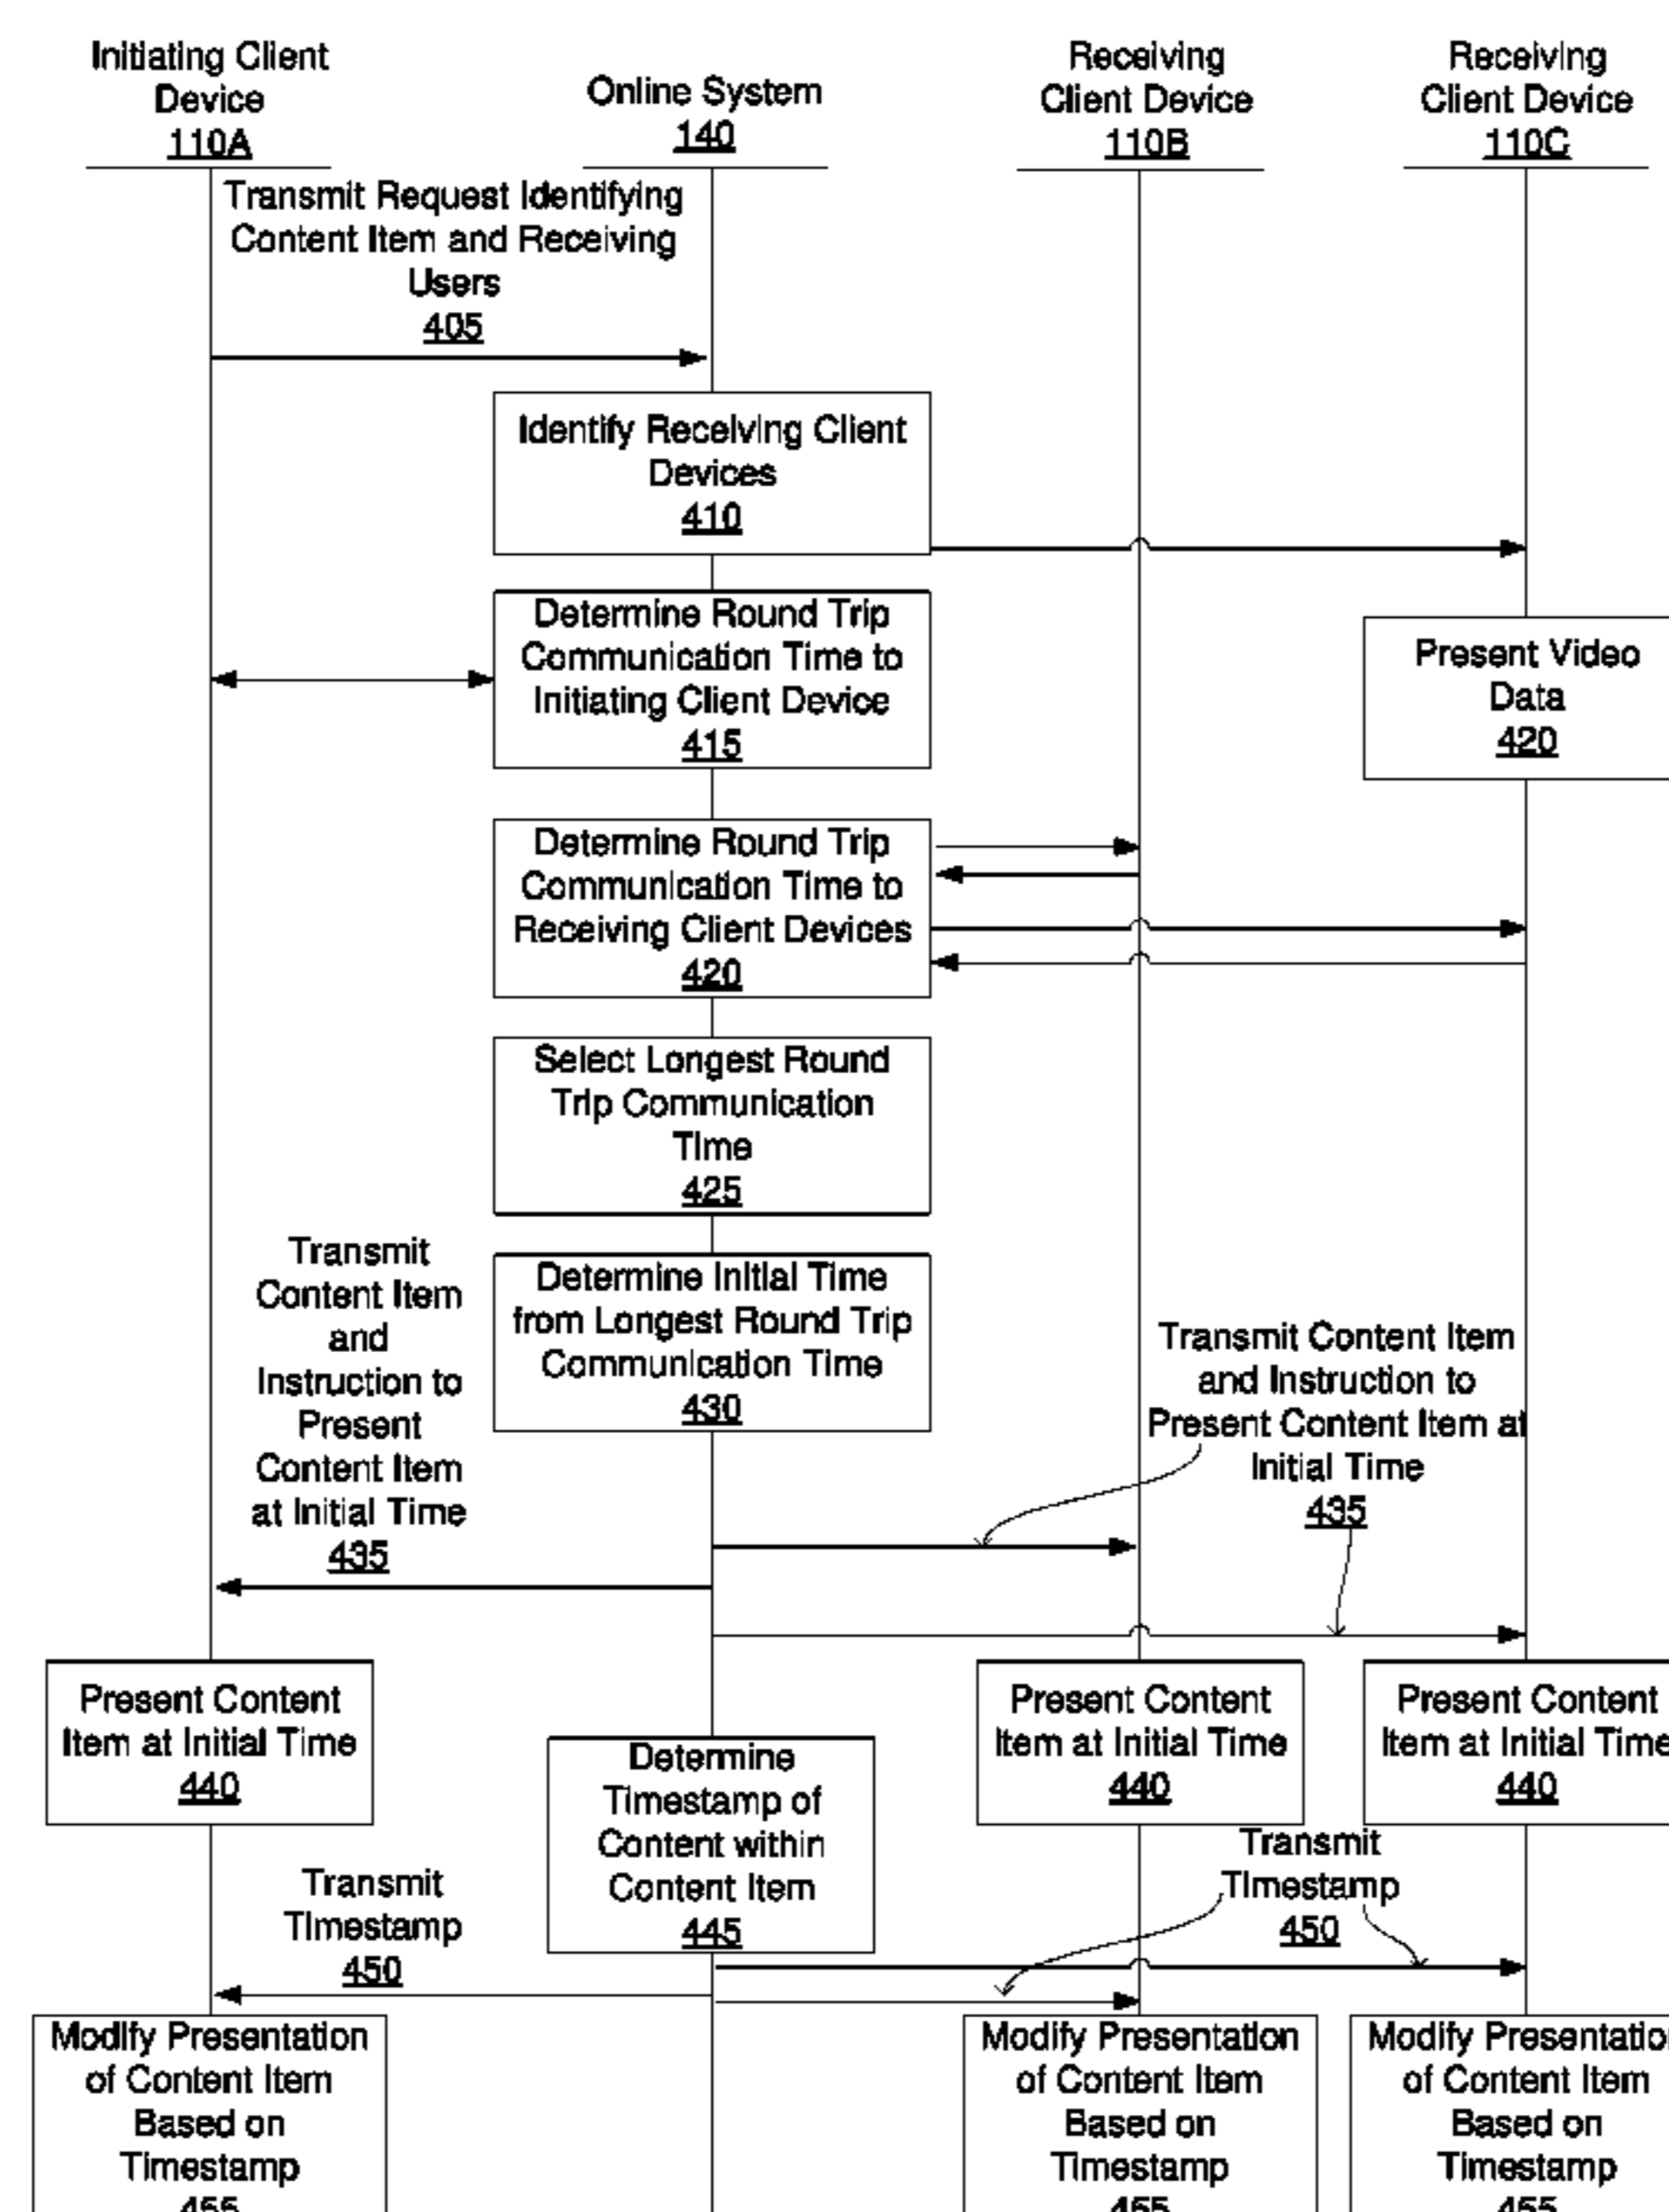 Initiating Client
Device
110A
Online System
140
Receiving
Client Device
110B
Receiving
Client Device
110C
Transmit Request Identifying
Content Item and Receiving
Users
405
Identify Receiving Client
Devices
410
Determine Round Trip
Communication Time to
Initiating Client Device
415
Present Video
Data
420
Determine Round Trip
Communication Time to
Receiving Client Devices
420
Select Longest Round
Trip Communication
Time
425
Transmit
Content Item
and
Instruction to
Present
Content Item
at Initial Time
435
Determine Initial Time
from Longest Round Trip
Communication Time
430
Transmit Content Item
and Instruction to
Present Content Item at
Initial Time
435
Present Content
Item at Initial Time
440
Determine
Timestamp of
Content within
Content Item
445
Present Content
Item at Initial Time
440
Present Content
Item at Initial Time
440
Transmit
Timestamp
450
Transmit
Timestamp
450
Modify Presentation
of Content Item
Based on
Timestamp
455
Modify Presentation
of Content Item
Based on
Timestamp
455
Modify Presentation
of Content Item
Based on
Timestamp
455